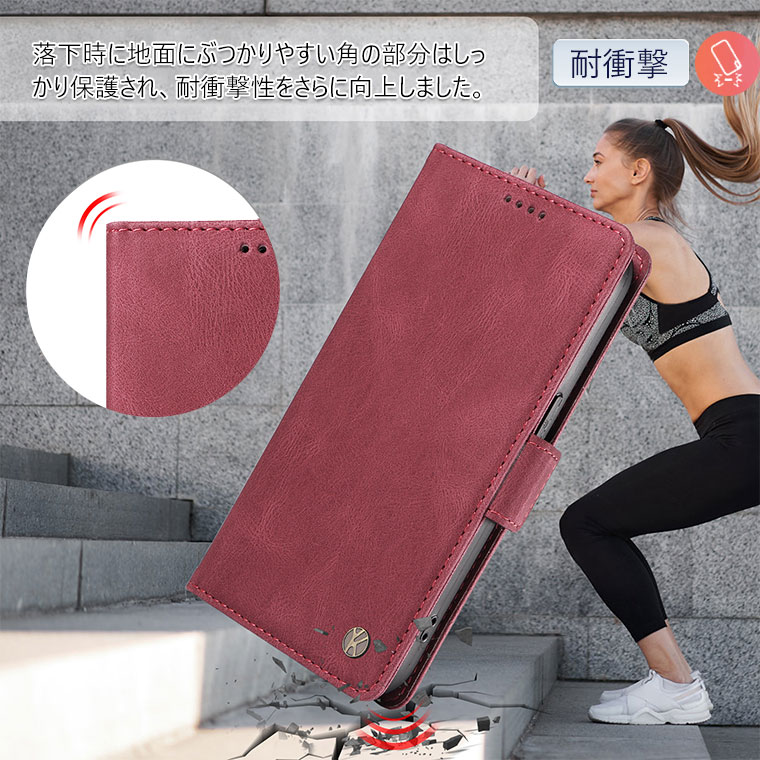 落下時に地面にぶつかりやすい角の部分はしっ
かり保護され、耐衝撃性をさらに向上しました。
耐衝撃